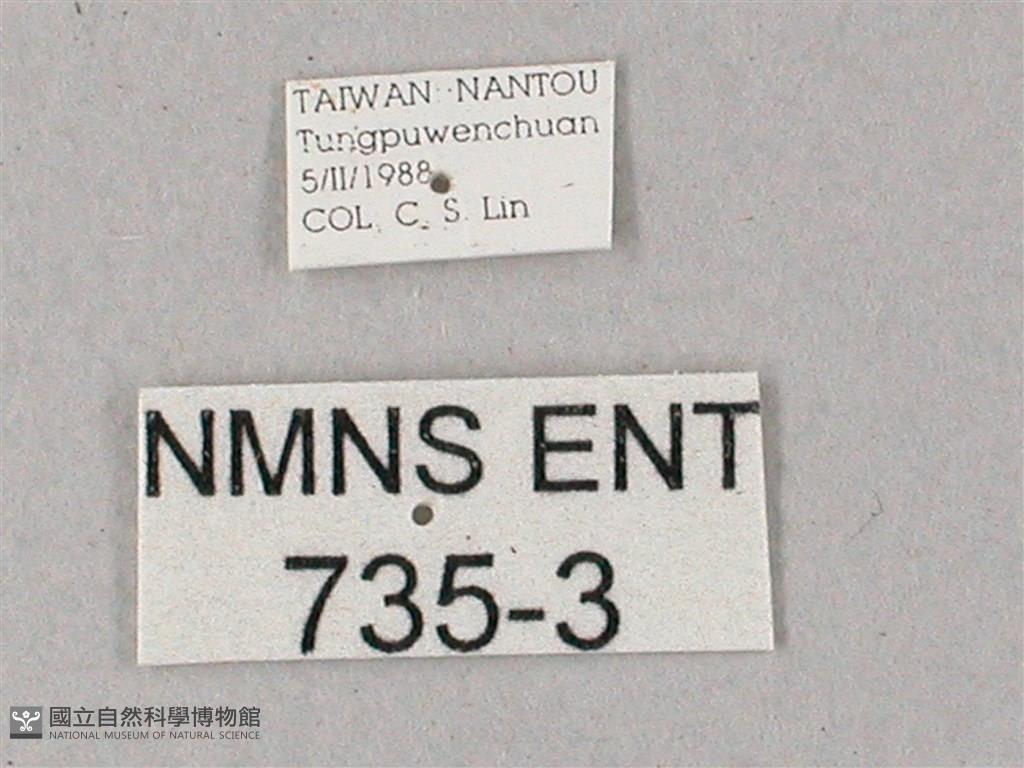 TAIWAN: NANTOU
Tungpuwenchuan
5/II/1988
COL. C. S. Lin
NMNS ENT
735-3
國立自然科學博物館
NATIONAL MUSEUM OF NATURAL SCIENCE